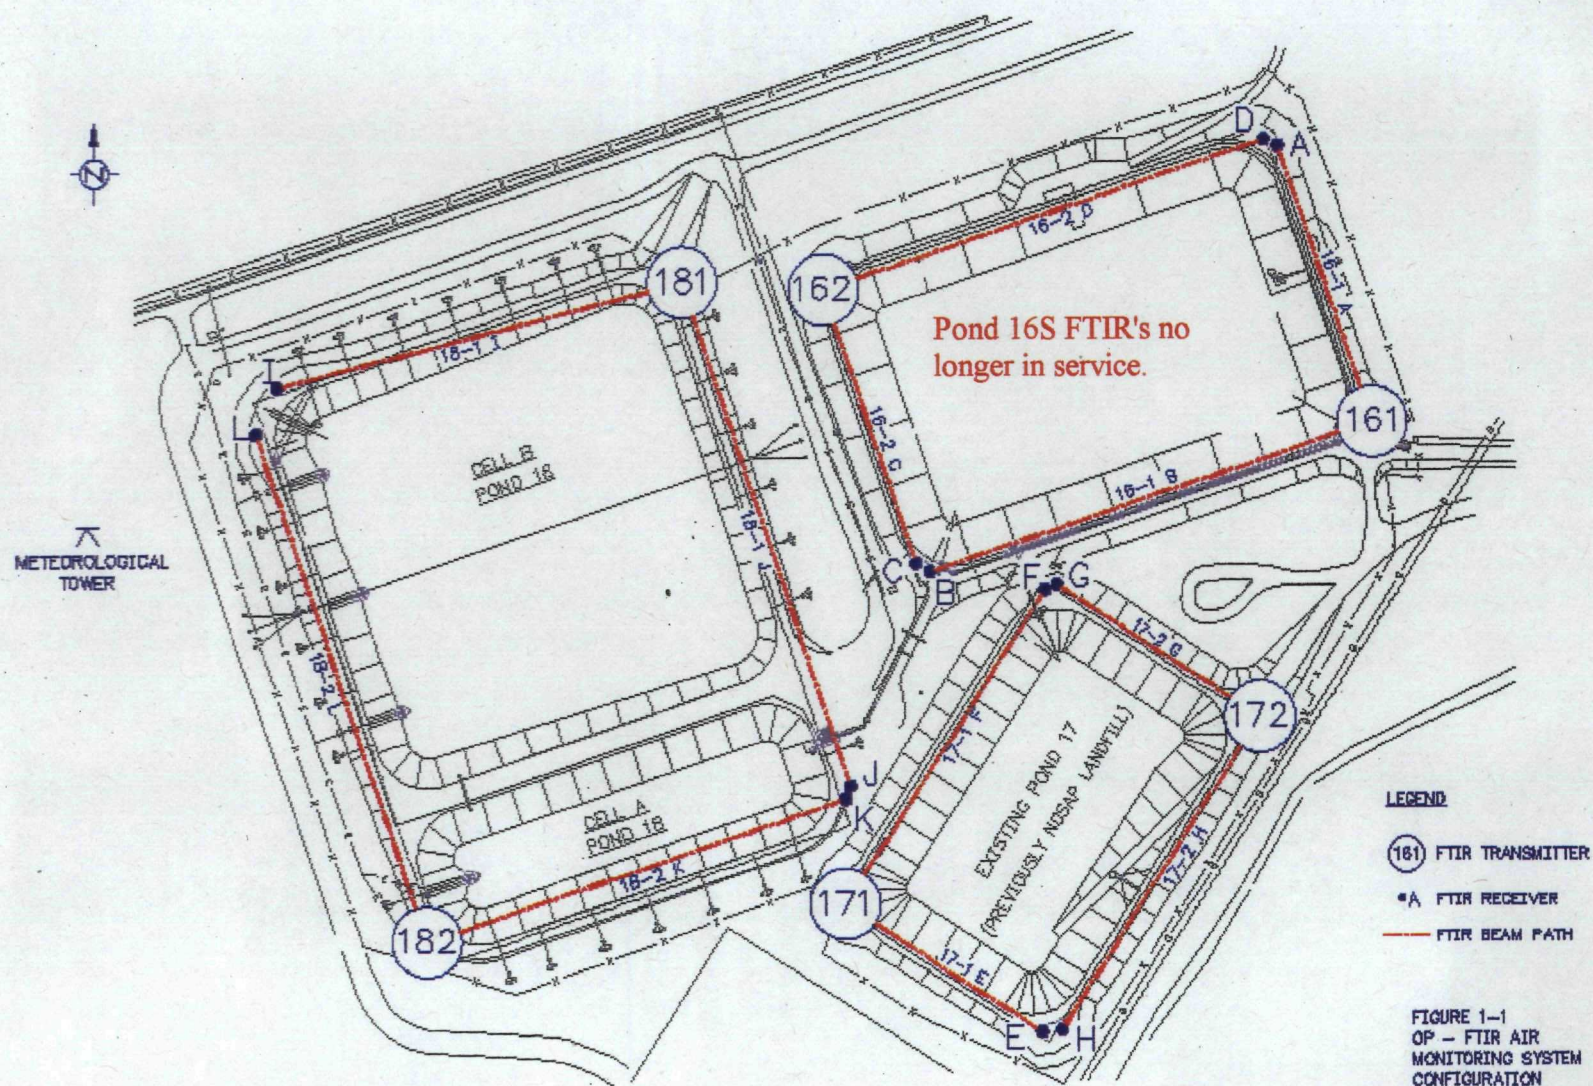 N
D
A
16-2 D
181
162
16-1 A
Pond 16S FTIR's no
longer in service.
18-1 I
I
L
161
16-2 C
CELL B
POND 18
16-1 B
18-1 J
METEOROLOGICAL
TOWER
C
B
F
G
17-2 G
18-2 L
172
17-1 F
EXISTING POND 17
(PREVIOUSLY NOSAP LANDFILL)
J
K
CELL A
POND 18
17-2 H
18-2 K
171
182
17-1 E
E
H
LEGEND
161 FTIR TRANSMITTER
A FTIR RECEIVER
FTIR BEAM PATH
FIGURE 1-1
OP - FTIR AIR
MONITORING SYSTEM
CONFIGURATION